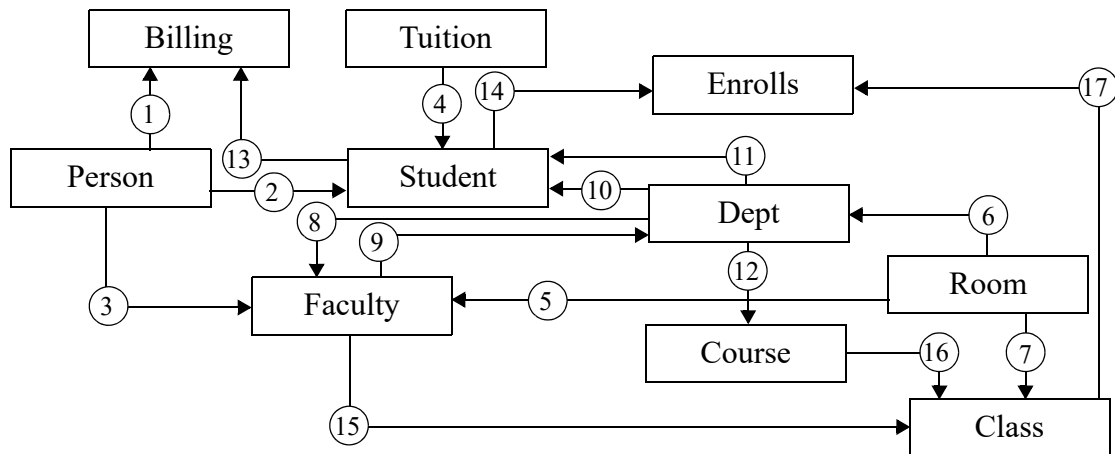 Billing
Tuition
Enrolls
17
14
4
1
13
11
Person
2
Student
10
Dept
8
9
6
12
3
Faculty
5
Room
Course
16
7
15
Class